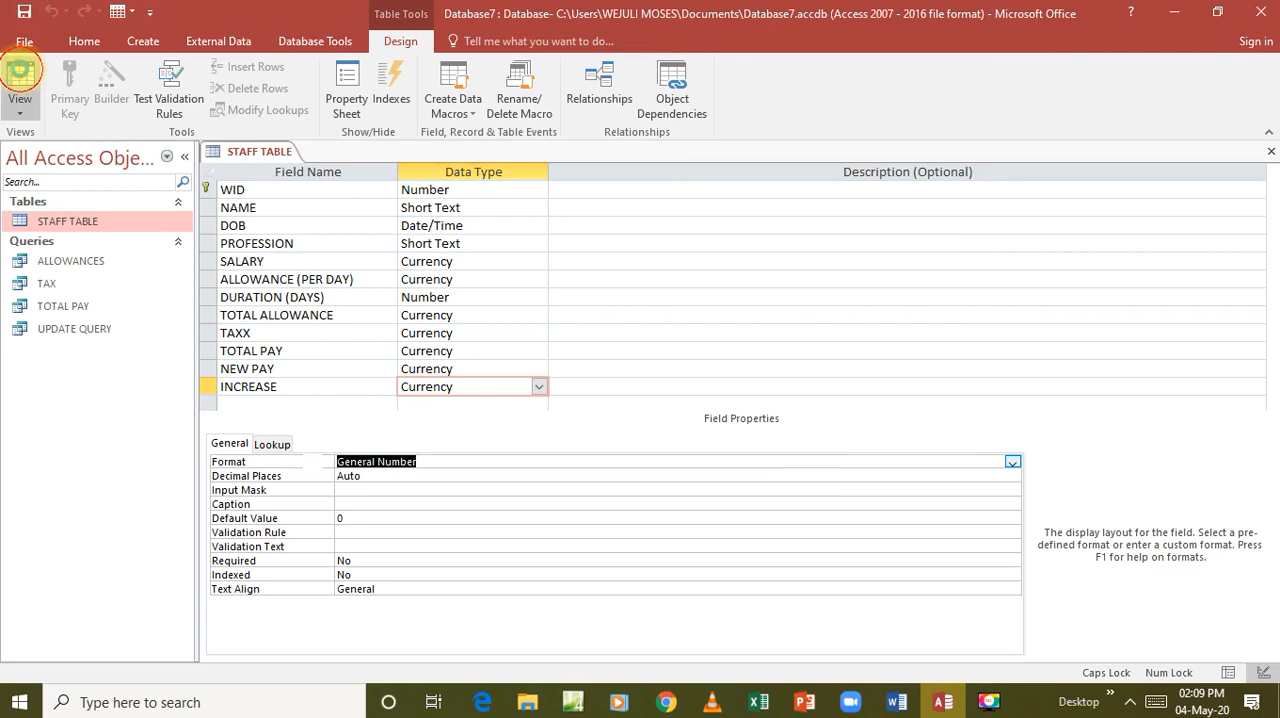 Table Tools
Database7 : Database- C:\Users\WEJULI MOSES\Documents\Database7.accdb (Access 2007 - 2016 file format) - Microsoft Office
?
File
Home
Create
External Data
Database Tools
Design
Tell me what you want to do...
Sign in
View
Primary
Key
Builder
Test Validation
Rules
Insert Rows
Delete Rows
Modify Lookups
Property
Sheet
Indexes
Create Data
Macros
Rename/
Delete Macro
Relationships
Object
Dependencies
Views
Tools
Show/Hide
Field, Record & Table Events
Relationships
All Access Obje...
Search...
Tables
STAFF TABLE
Queries
ALLOWANCES
TAX
TOTAL PAY
UPDATE QUERY
STAFF TABLE
Field Name Data Type Description (Optional)
WID Number
NAME Short Text
DOB Date/Time
PROFESSION Short Text
SALARY Currency
ALLOWANCE (PER DAY) Currency
DURATION (DAYS) Number
TOTAL ALLOWANCE Currency
TAXX Currency
TOTAL PAY Currency
NEW PAY Currency
INCREASE Currency
Field Properties
General Lookup
Format General Number
Decimal Places Auto
Input Mask
Caption
Default Value 0
Validation Rule
Validation Text
Required No
Indexed No
Text Align General
The display layout for the field. Select a pre-
defined format or enter a custom format. Press
F1 for help on formats.
Caps Lock Num Lock
Type here to search
Desktop
02:09 PM
04-May-20